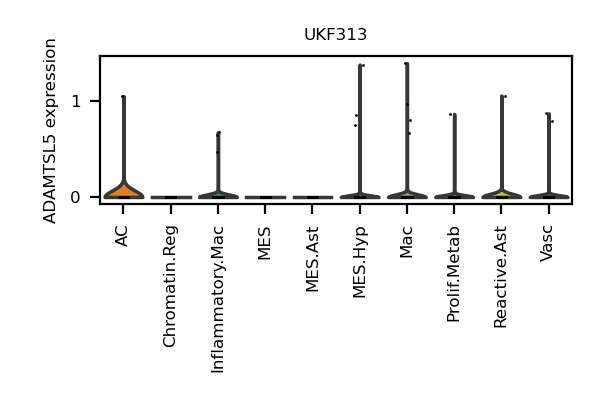 UKF313
ADAMTSL5 expression
1
0
AC
Chromatin.Reg
Inflammatory.Mac
MES
MES.Ast
MES.Hyp
Mac
Prolif.Metab
Reactive.Ast
Vasc